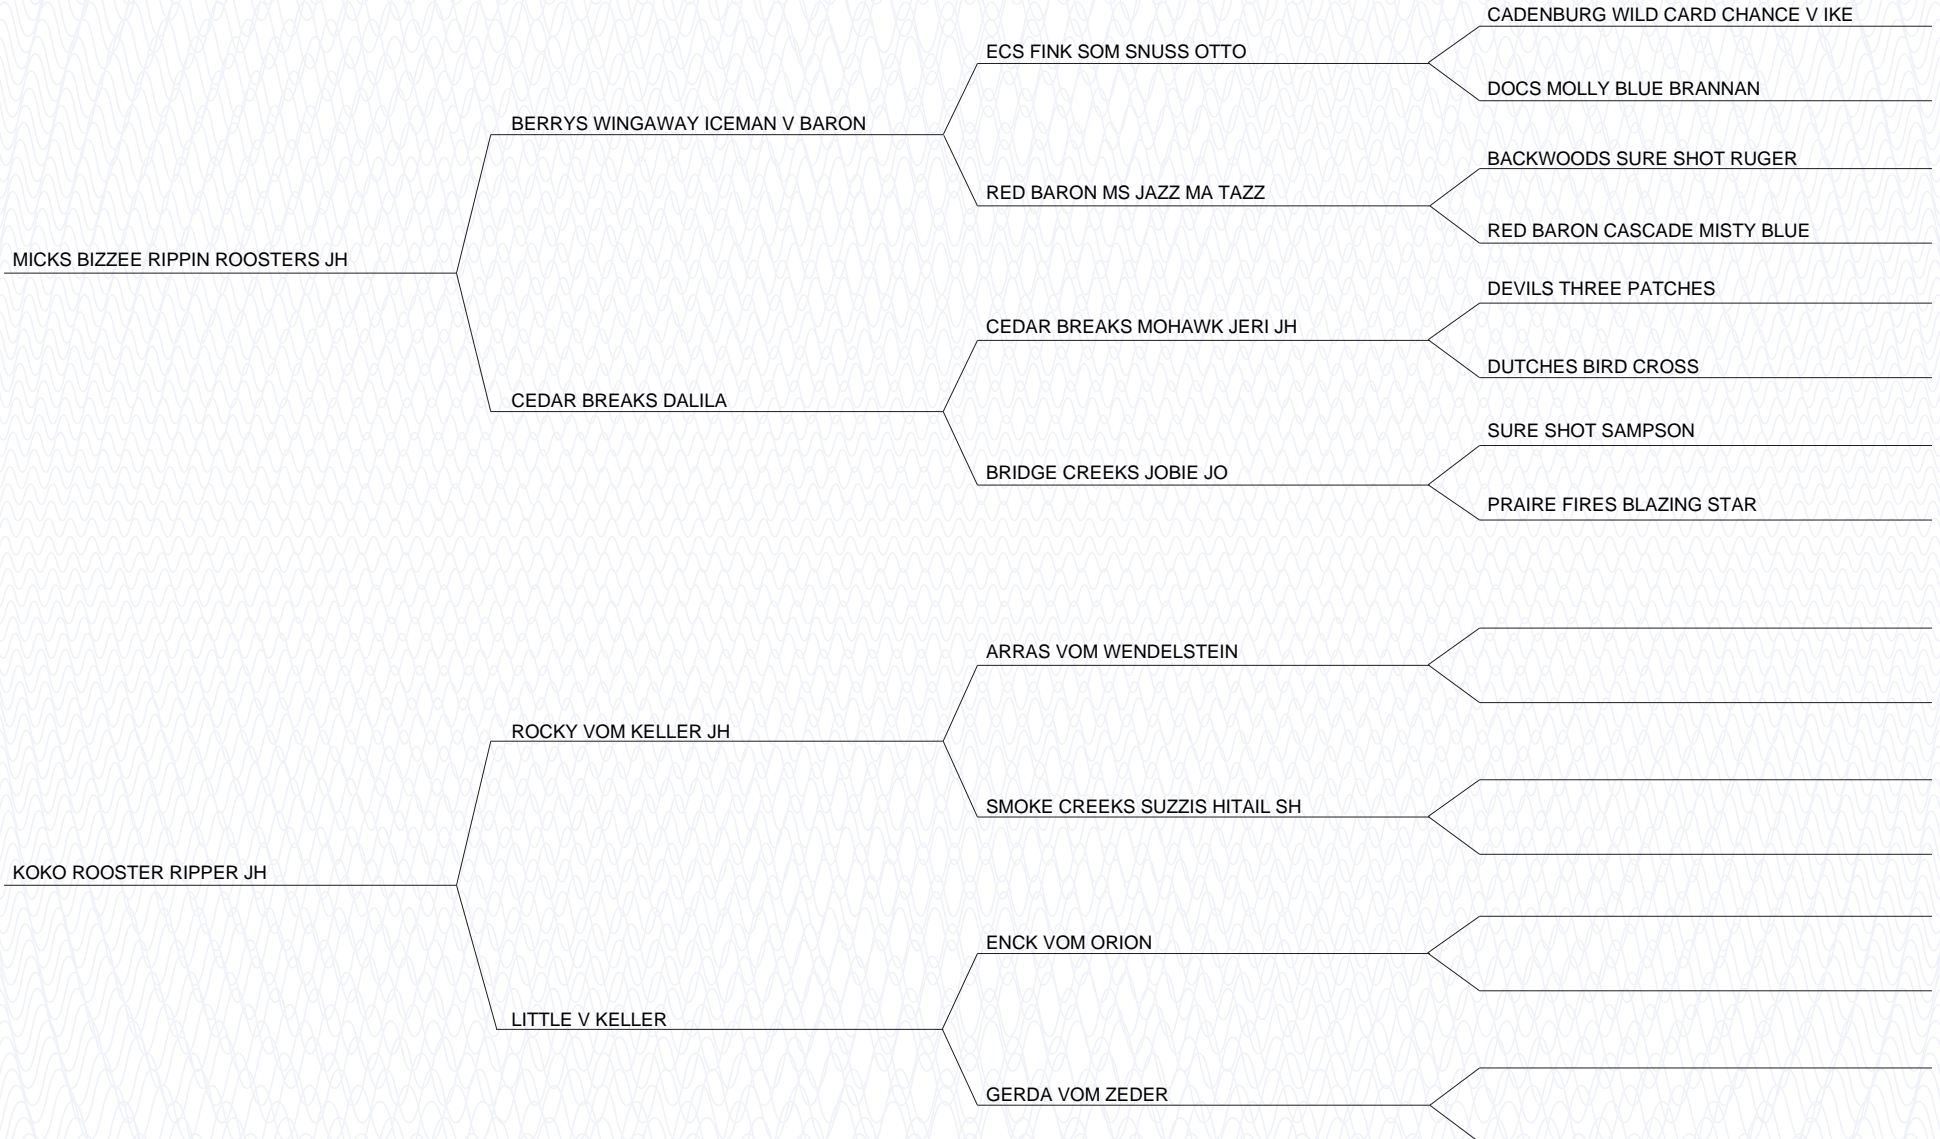 CADENBURG WILD CARD CHANCE V IKE
ECS FINK SOM SNUSS OTTO
DOCS MOLLY BLUE BRANNAN
BERRYS WINGAWAY ICEMAN V BARON
BACKWOODS SURE SHOT RUGER
RED BARON MS JAZZ MA TAZZ
RED BARON CASCADE MISTY BLUE
MICKS BIZZEE RIPPIN ROOSTERS JH
DEVILS THREE PATCHES
CEDAR BREAKS MOHAWK JERI JH
DUTCHES BIRD CROSS
CEDAR BREAKS DALILA
SURE SHOT SAMPSON
BRIDGE CREEKS JOBIE JO
PRAIRE FIRES BLAZING STAR
ARRAS VOM WENDELSTEIN
ROCKY VOM KELLER JH
SMOKE CREEKS SUZZIS HITAIL SH
KOKO ROOSTER RIPPER JH
ENCK VOM ORION
LITTLE V KELLER
GERDA VOM ZEDER